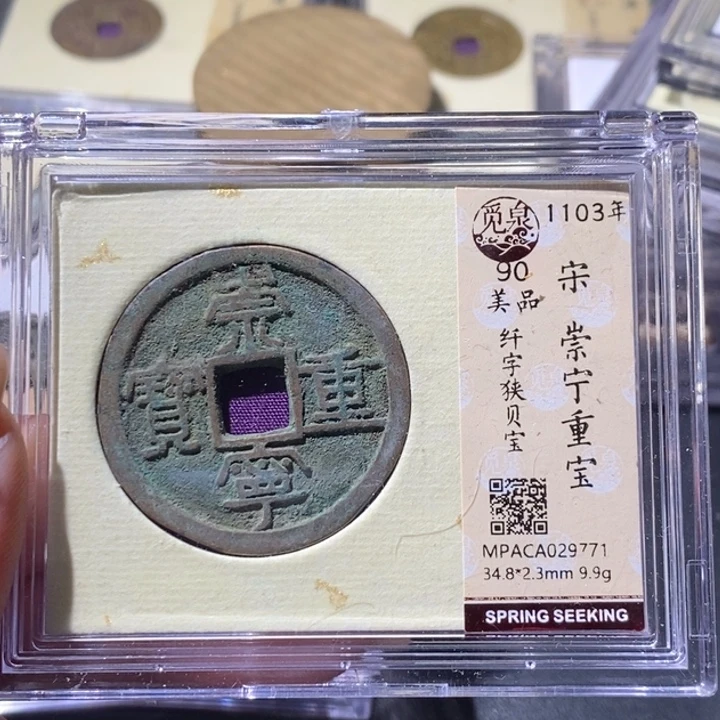 崇
重
寧
寳
觅泉
1103年
宋 崇宁重宝
90
美品
纤字狭贝宝
MPACA029771
34.8*2.3mm 9.9g
SPRING SEEKING